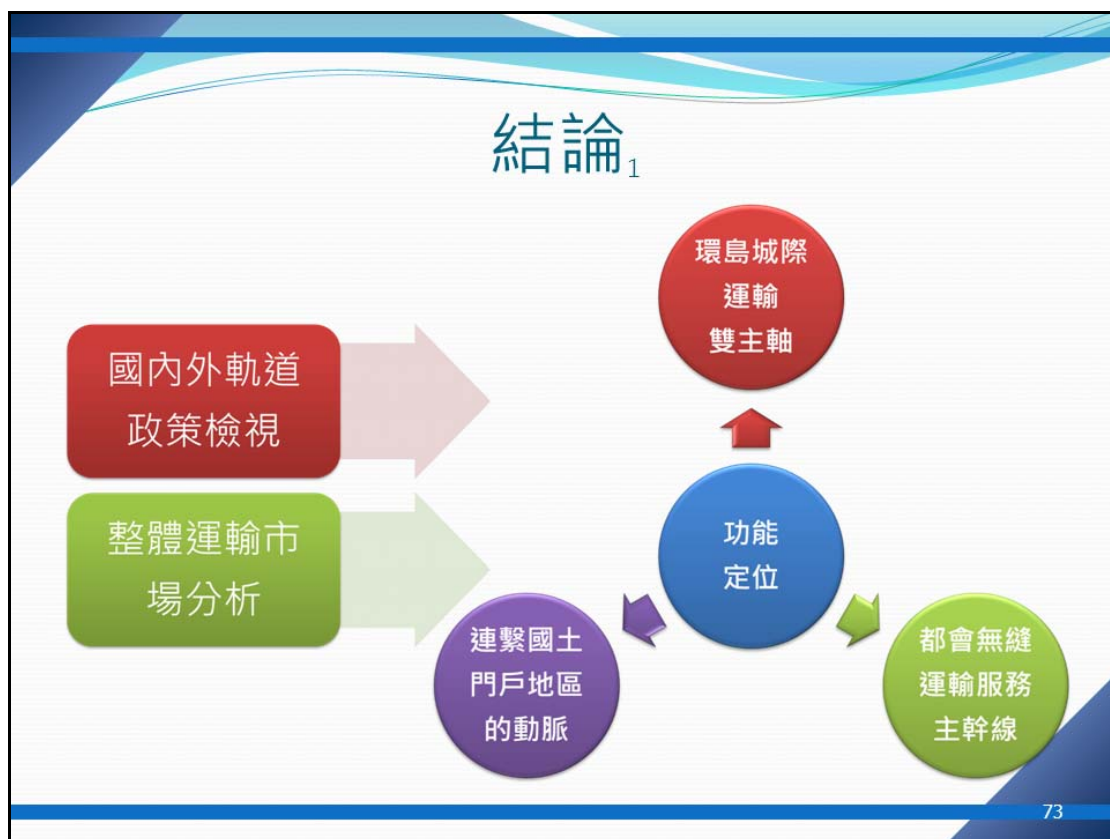 結論1
國內外軌道
政策檢視
整體運輸市
場分析
環島城際
運輸
雙主軸
功能
定位
連繫國土
門戶地區
的動脈
都會無縫
運輸服務
主幹線
73